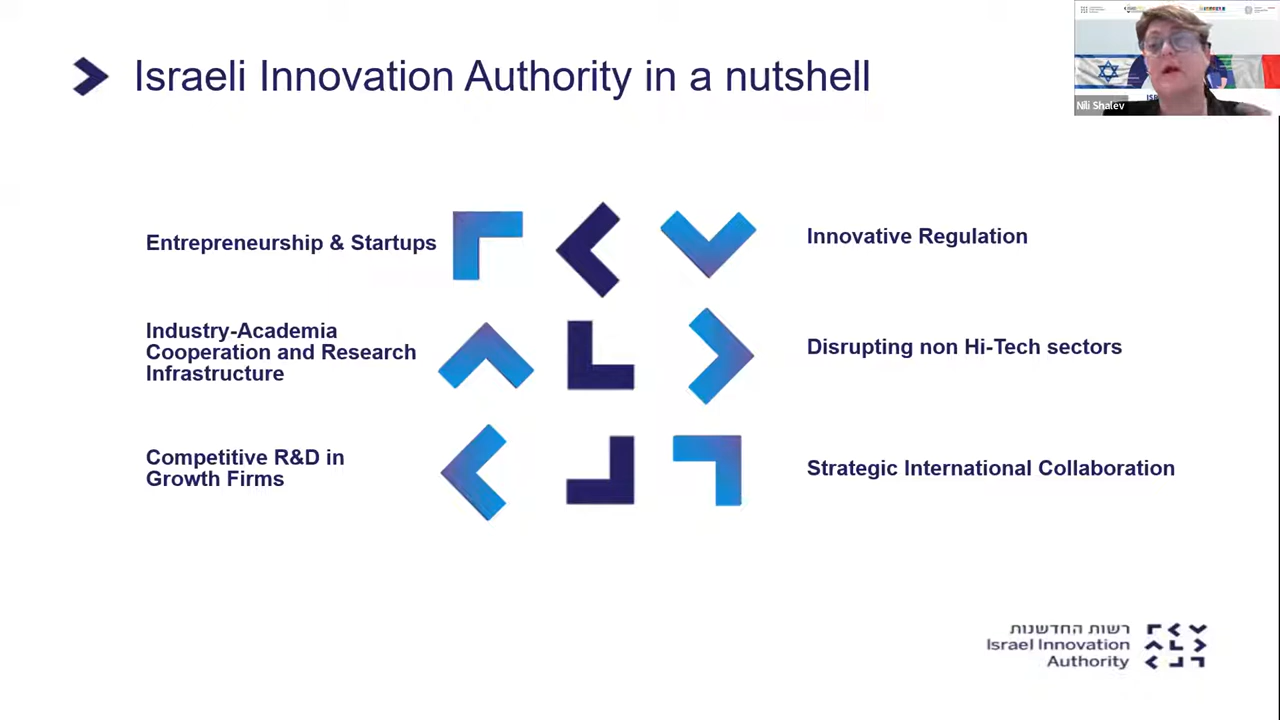 Israeli Innovation Authority in a nutshell
Nili Shalev
Entrepreneurship & Startups
Industry-Academia
Cooperation and Research
Infrastructure
Competitive R&D in
Growth Firms
Innovative Regulation
Disrupting non Hi-Tech sectors
Strategic International Collaboration
רשות החדשנות
Israel Innovation
Authority